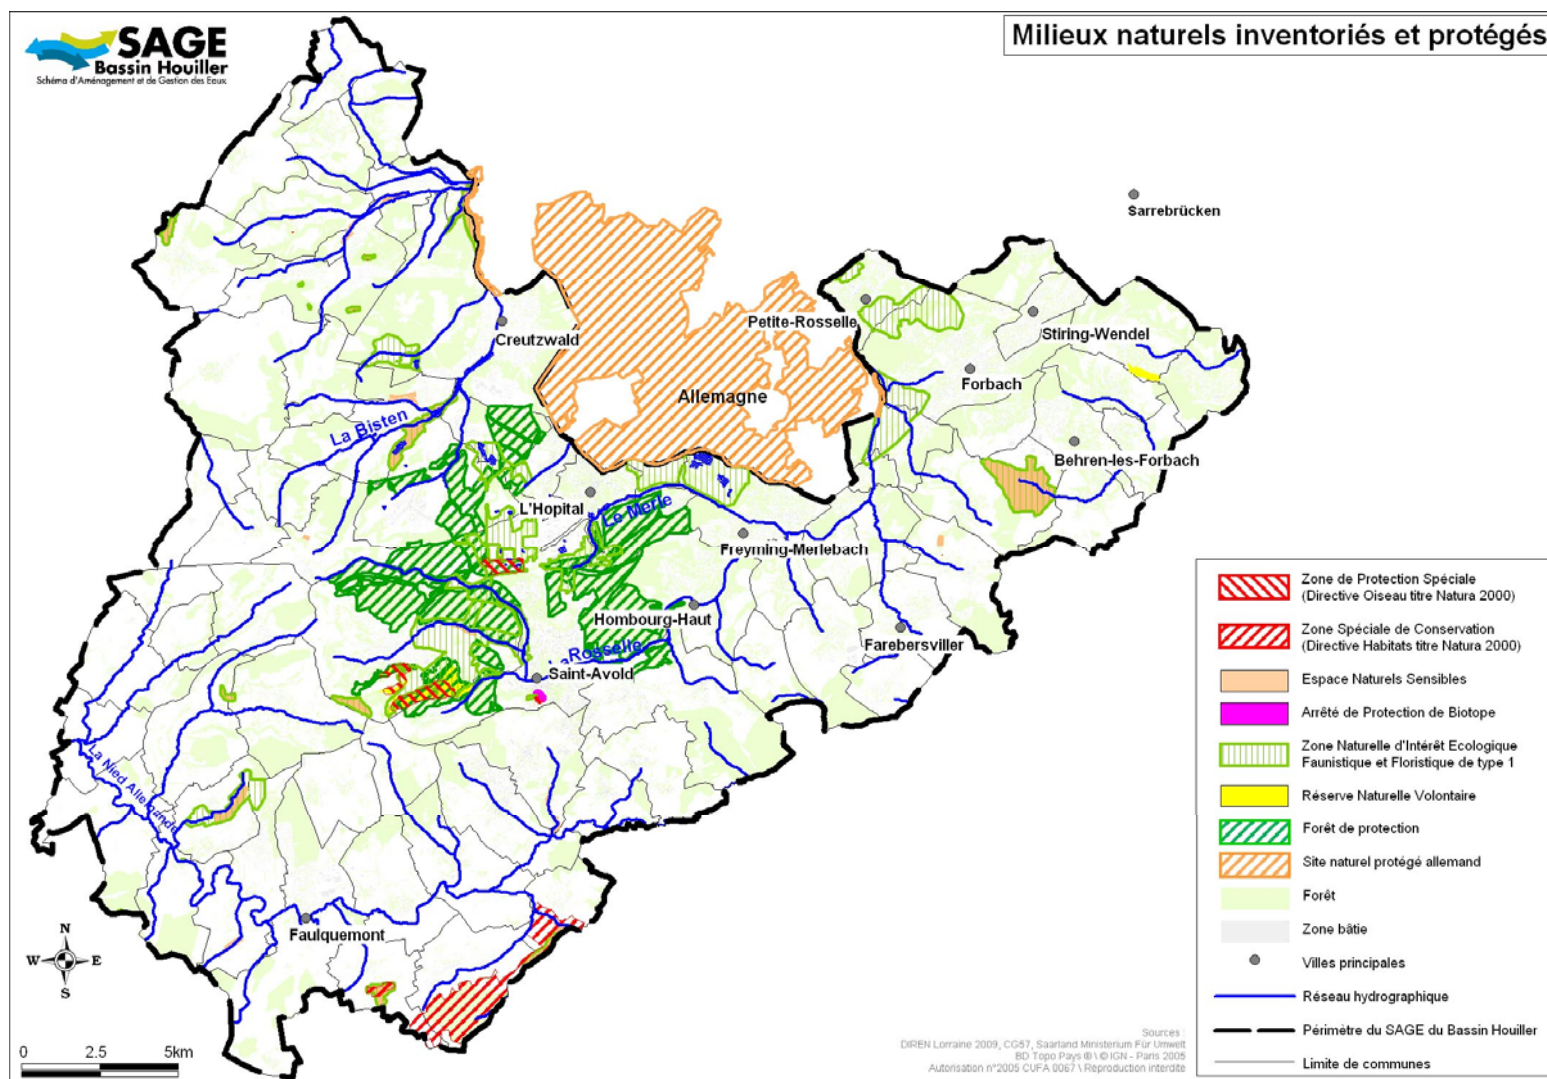 SAGE
Bassin Houiller
Schéma d'Aménagement et de Gestion des Eaux
Milieux naturels inventoriés et protégés
Sarrebrücken
Petite-Rosselle
Stiring-Wendel
Creutzwald
Forbach
Allemagne
La Bisten
Behren-les-Forbach
L'Hopital
Le Merle
Freyming-Merlebach
Hombourg-Haut
Farebersviller
La Rosselle
Saint-Avold
La Nied Allemande
Faulquemont
N
W
E
S
0
2.5
5km
Zone de Protection Spéciale
(Directive Oiseau titre Natura 2000)
Zone Spéciale de Conservation
(Directive Habitats titre Natura 2000)
Espace Naturels Sensibles
Arrêté de Protection de Biotope
Zone Naturelle d'Intérêt Ecologique
Faunistique et Floristique de type 1
Réserve Naturelle Volontaire
Forêt de protection
Site naturel protégé allemand
Forêt
Zone bâtie
Villes principales
Réseau hydrographique
Périmètre du SAGE du Bassin Houiller
Limite de communes
Sources :
DIREN Lorraine 2009, CG57, Saarland Ministerium Für Umwelt
BD Topo Pays ® \ © IGN - Paris 2005
Autorisation n°2005 CUFA 0067 \ Reproduction interdite